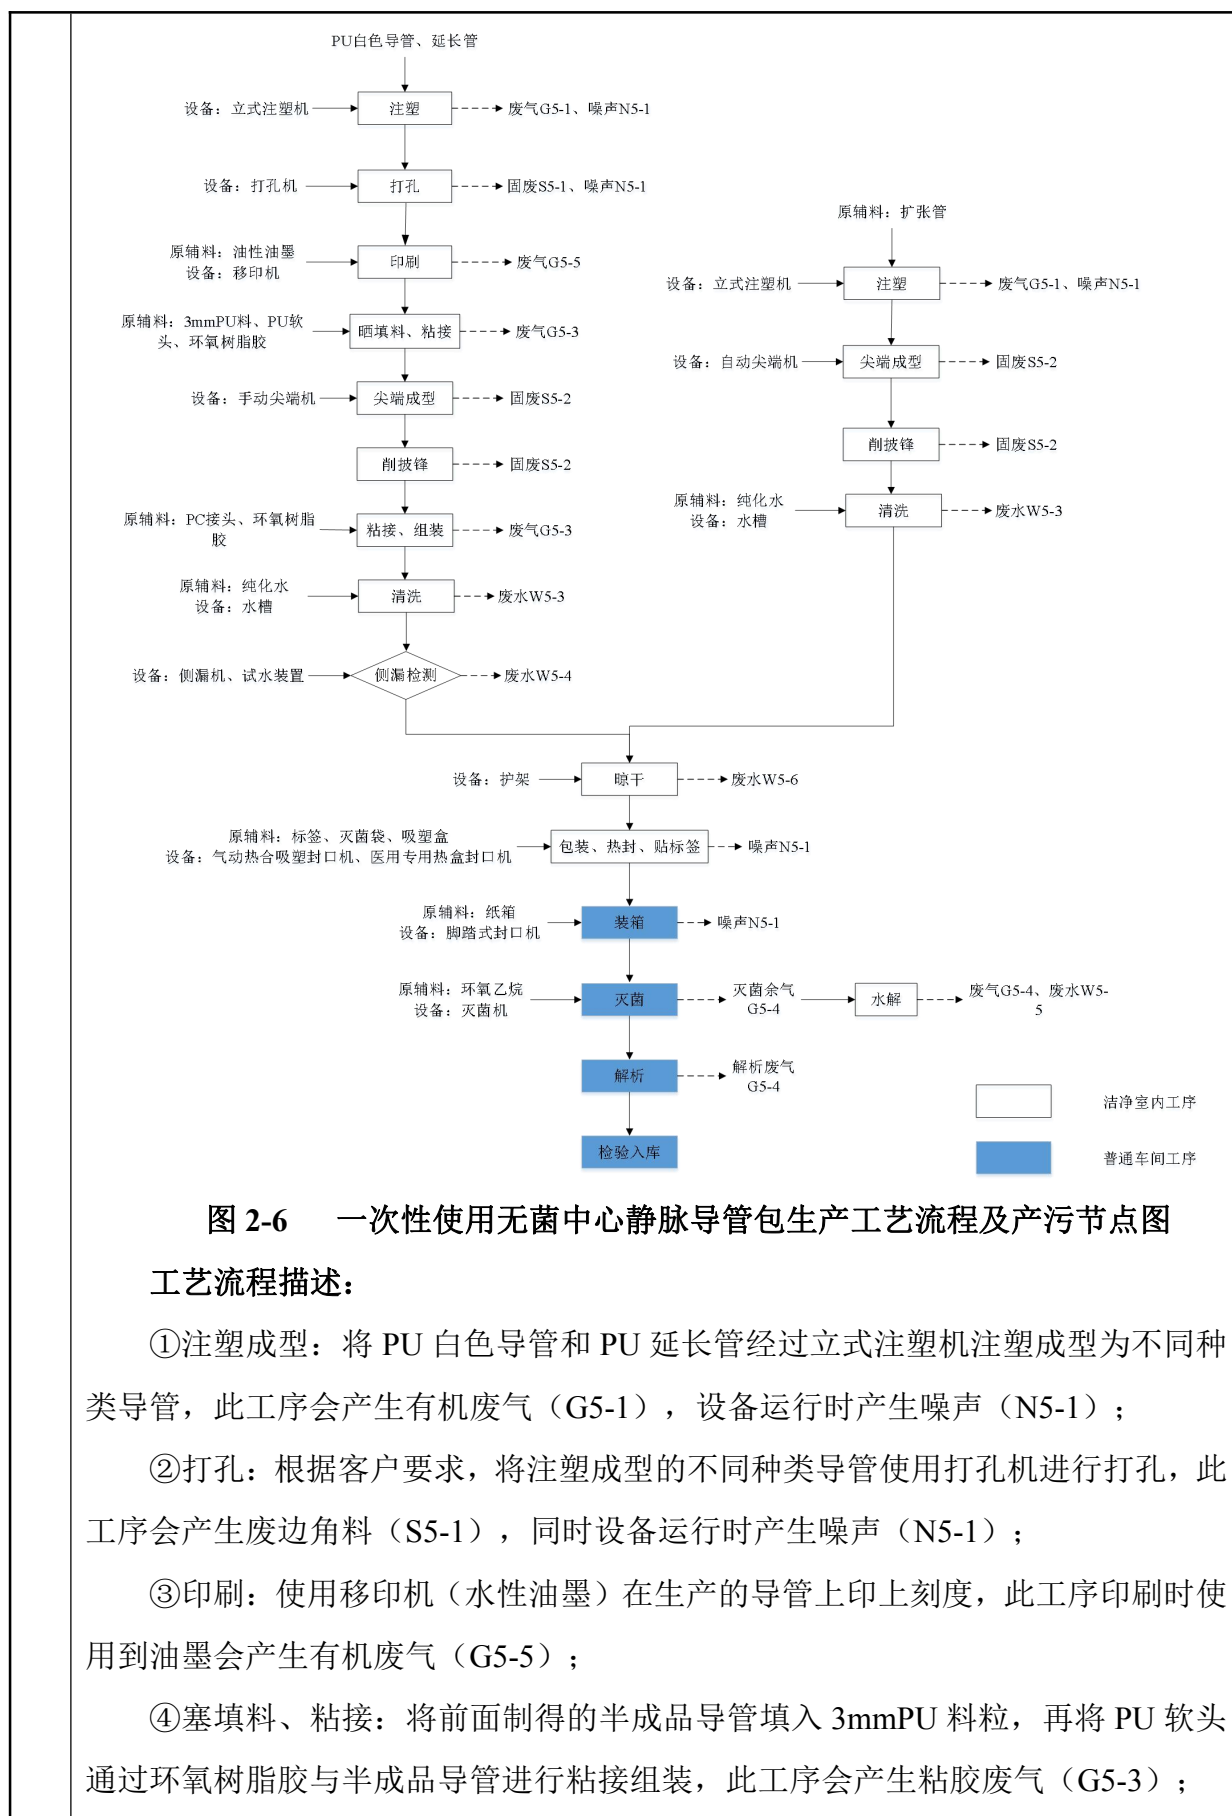 PU白色导管、延长管
设备：立式注塑机
注塑
废气G5-1、噪声N5-1
设备：打孔机
打孔
固废S5-1、噪声N5-1
原辅料：油性油墨
设备：移印机
印刷
废气G5-5
原辅料：3mmPU料、PU软
头、环氧树脂胶
晒填料、粘接
废气G5-3
设备：手动尖端机
尖端成型
固废S5-2
削披锋
固废S5-2
原辅料：PC接头、环氧树脂
胶
粘接、组装
废气G5-3
原辅料：纯化水
设备：水槽
清洗
废水W5-3
设备：侧漏机、试水装置
侧漏检测
废水W5-4
原辅料：扩张管
设备：立式注塑机
注塑
废气G5-1、噪声N5-1
设备：自动尖端机
尖端成型
固废S5-2
削披锋
固废S5-2
原辅料：纯化水
设备：水槽
清洗
废水W5-3
设备：护架
晾干
废水W5-6
原辅料：标签、灭菌袋、吸塑盒
设备：气动热合吸塑封口机、医用专用热盒封口机
包装、热封、贴标签
噪声N5-1
原辅料：纸箱
设备：脚踏式封口机
装箱
噪声N5-1
原辅料：环氧乙烷
设备：灭菌机
灭菌
灭菌余气
G5-4
水解
废气G5-4、废水W5-
5
解析
解析废气
G5-4
检验入库
洁净室内工序
普通车间工序
图 2-6 一次性使用无菌中心静脉导管包生产工艺流程及产污节点图
工艺流程描述：
①注塑成型：将 PU 白色导管和 PU 延长管经过立式注塑机注塑成型为不同种
类导管，此工序会产生有机废气（G5-1），设备运行时产生噪声（N5-1）；
②打孔：根据客户要求，将注塑成型的不同种类导管使用打孔机进行打孔，此
工序会产生废边角料（S5-1），同时设备运行时产生噪声（N5-1）；
③印刷：使用移印机（水性油墨）在生产的导管上印上刻度，此工序印刷时使
用到油墨会产生有机废气（G5-5）；
④塞填料、粘接：将前面制得的半成品导管填入 3mmPU 料粒，再将 PU 软头
通过环氧树脂胶与半成品导管进行粘接组装，此工序会产生粘胶废气（G5-3）；